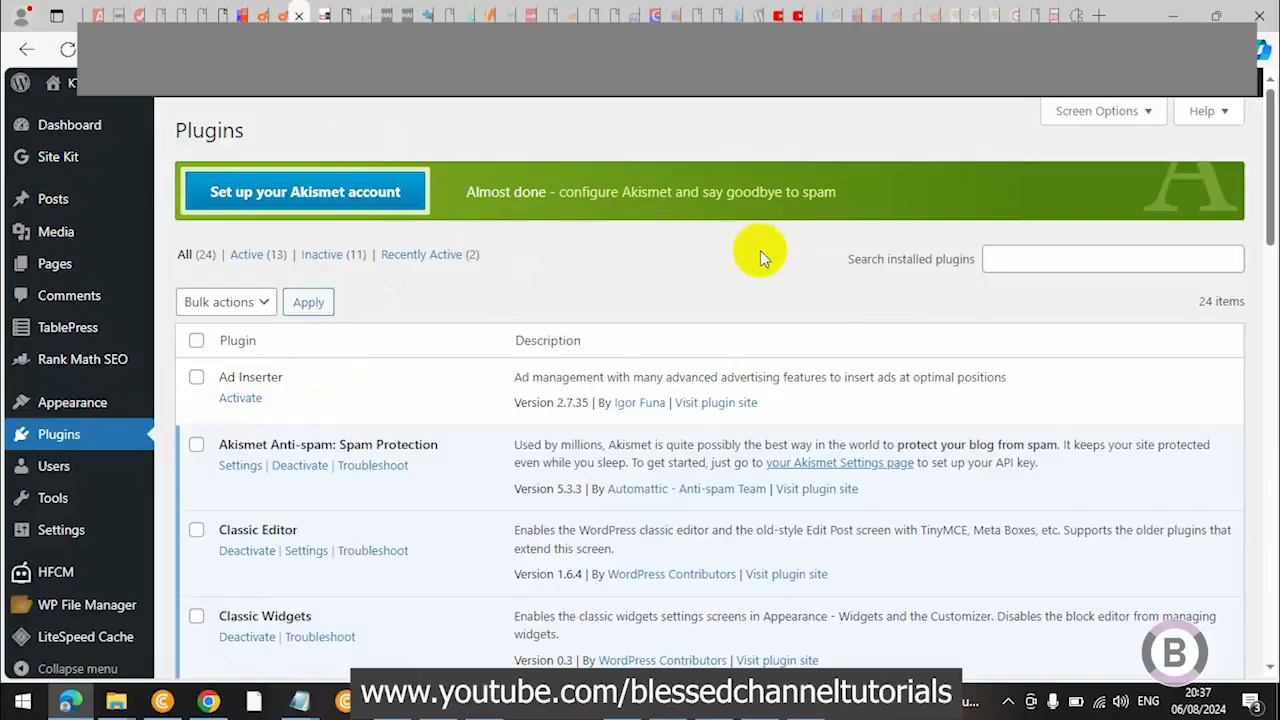 K
Screen Options
Help
Dashboard
Site Kit
Posts
Media
Pages
Comments
TablePress
Rank Math SEO
Appearance
Plugins
Users
Tools
Settings
HFCM
WP File Manager
LiteSpeed Cache
Collapse menu
Plugins
Set up your Akismet account
Almost done - configure Akismet and say goodbye to spam
All (24) | Active (13) | Inactive (11) | Recently Active (2)
Search installed plugins
Bulk actions
Apply
24 items
Plugin
Description
Ad Inserter
Activate
Ad management with many advanced advertising features to insert ads at optimal positions
Version 2.7.35 | By Igor Funa | Visit plugin site
Akismet Anti-spam: Spam Protection
Settings | Deactivate | Troubleshoot
Used by millions, Akismet is quite possibly the best way in the world to protect your blog from spam. It keeps your site protected
even while you sleep. To get started, just go to your Akismet Settings page to set up your API key.
Version 5.3.3 | By Automattic - Anti-spam Team | Visit plugin site
Classic Editor
Deactivate | Settings | Troubleshoot
Enables the WordPress classic editor and the old-style Edit Post screen with TinyMCE, Meta Boxes, etc. Supports the older plugins that
extend this screen.
Version 1.6.4 | By WordPress Contributors | Visit plugin site
Classic Widgets
Deactivate | Troubleshoot
Enables the classic widgets settings screens in Appearance - Widgets and the Customizer. Disables the block editor from managing
widgets.
Version 0.3 | By WordPress Contributors | Visit plugin site
B
www.youtube.com/blessedchanneltutorials
u...
ENG
20:37
06/08/2024
3